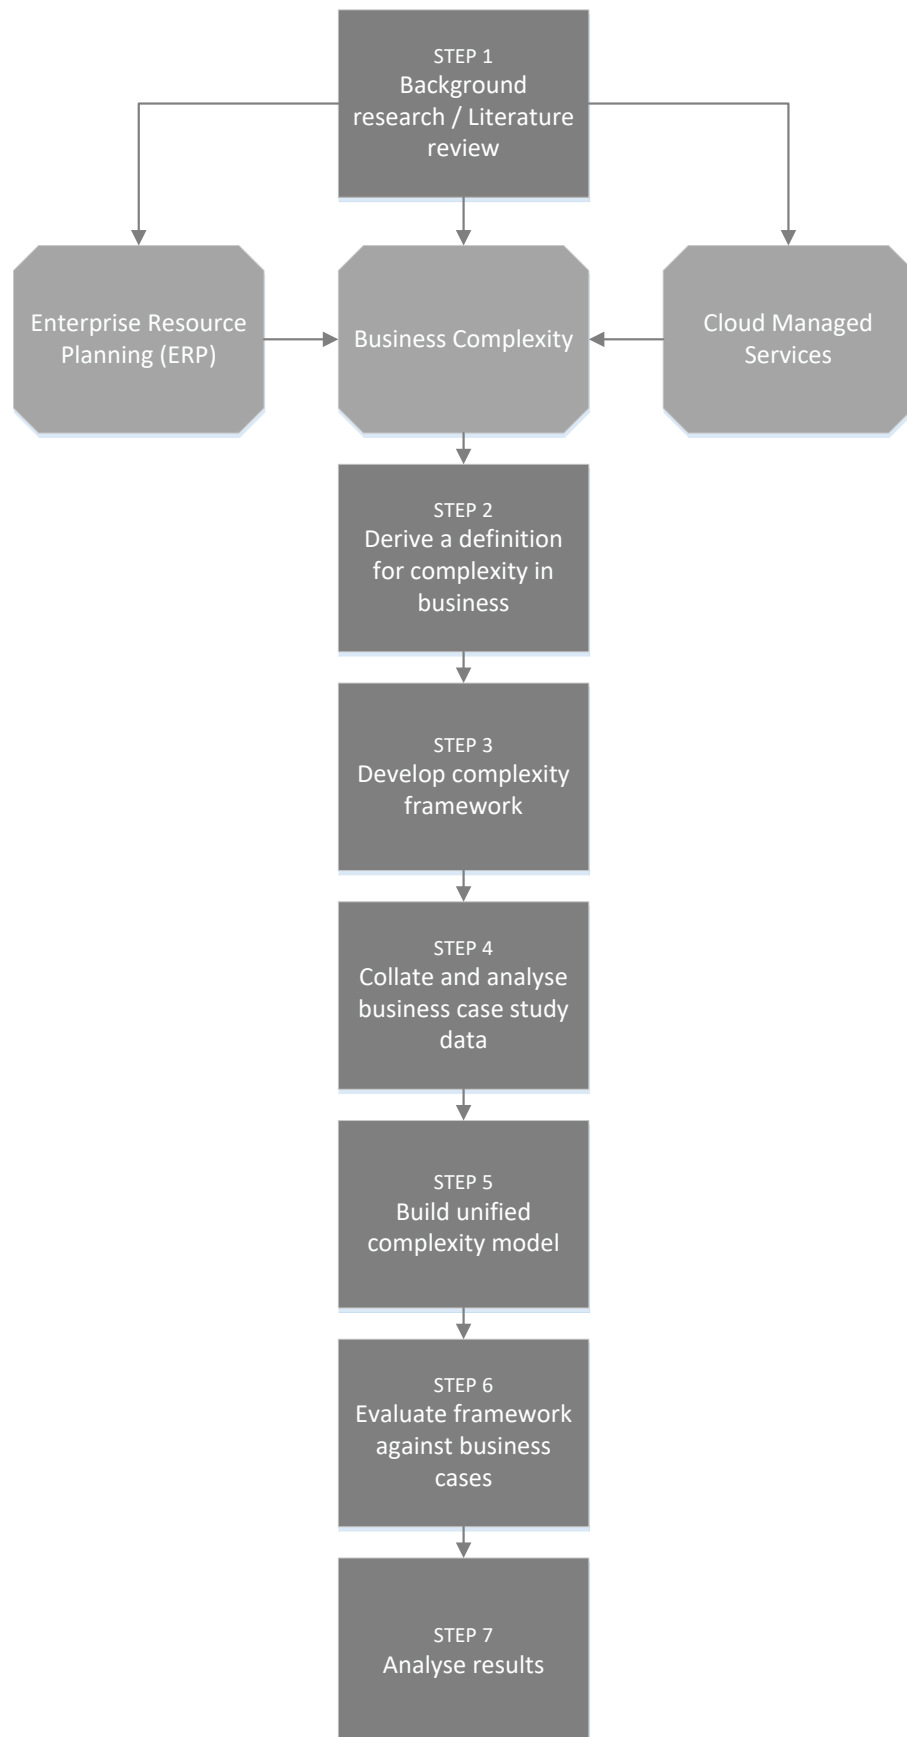 STEP 1
Background
research / Literature
review
Enterprise Resource
Planning (ERP)
Business Complexity
Cloud Managed
Services
STEP 2
Derive a definition
for complexity in
business
STEP 3
Develop complexity
framework
STEP 4
Collate and analyse
business case study
data
STEP 5
Build unified
complexity model
STEP 6
Evaluate framework
against business
cases
STEP 7
Analyse results